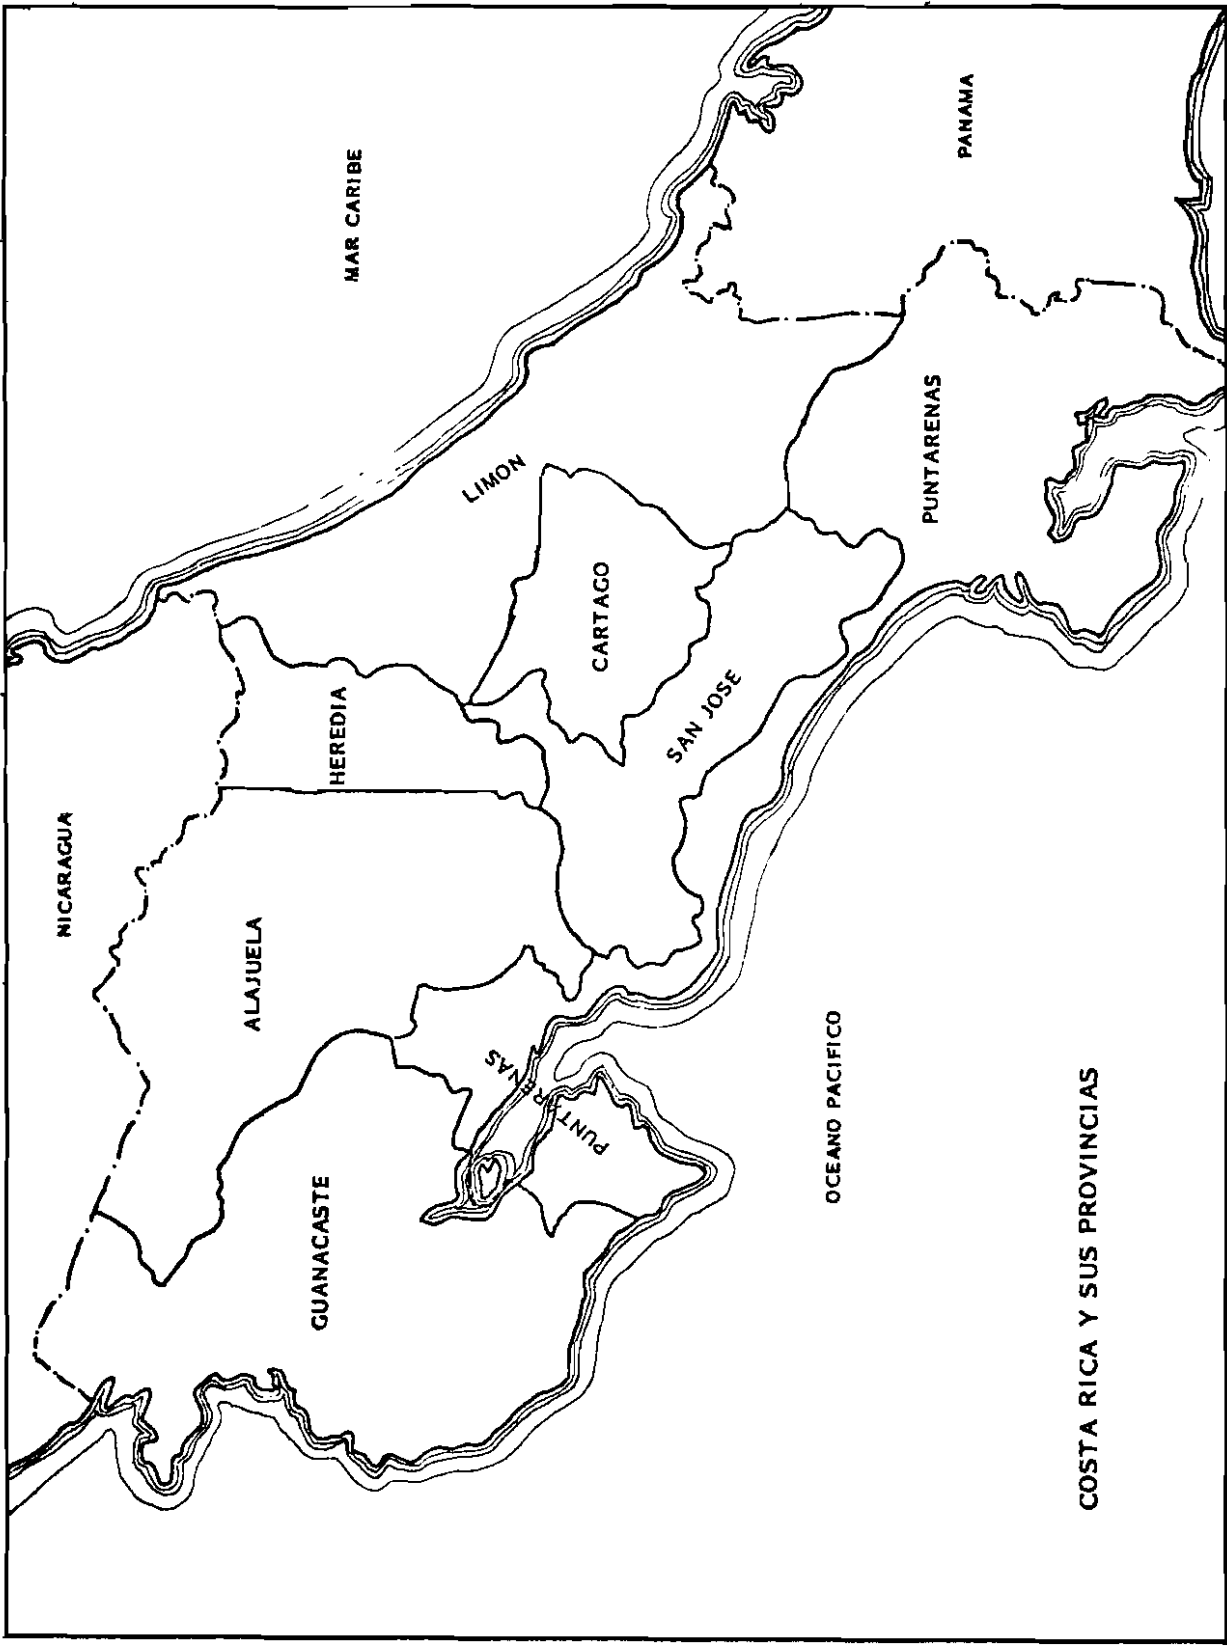 NICARAGUA
MAR CARIBE
GUANACASTE
ALAJUELA
HEREDIA
LIMON
PUNTARENAS
CARTAGO
SAN JOSE
PUNTARENAS
PANAMA
OCEANO PACIFICO
COSTA RICA Y SUS PROVINCIAS